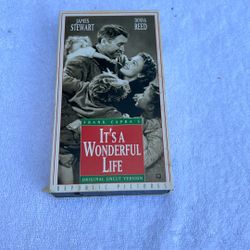 JAMES STEWART
DONNA REED
FRANK CAPRA'S
IT'S A
WONDERFUL
LIFE
ORIGINAL UNCUT VERSION
REPUBLIC PICTURES